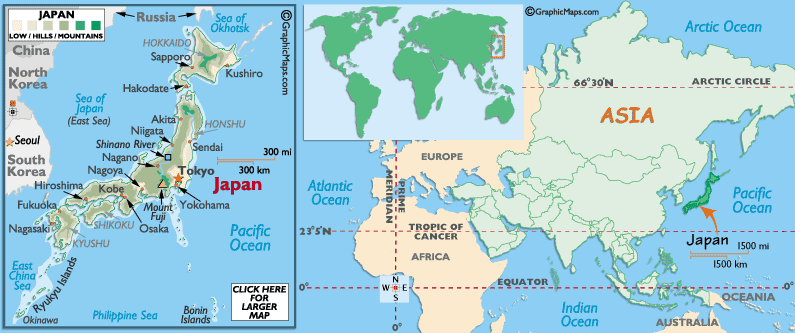 JAPAN
LOW / HILLS / MOUNTAINS
Russia
Sea of
Okhotsk
©GraphicMaps.com
China
HOKKAIDO
Sapporo
Kushiro
North
Korea
Hakodate
Sea of
Japan
(East Sea)
Akita
HONSHU
Niigata
Shinano River
Sendai
Seoul
Nagano
300 mi
300 km
South
Korea
Nagoya
Tokyo
Japan
Hiroshima
Kobe
Mount
Fuji
Yokohama
Fukuoka
SHIKOKU
Osaka
Nagasaki
KYUSHU
Pacific
Ocean
East
China
Sea
Ryukyu Islands
CLICK HERE
FOR
LARGER
MAP
Okinawa
Philippine Sea
Bonin
Islands
©GraphicMaps.com
Arctic Ocean
66°30'N
ARCTIC CIRCLE
ASIA
EUROPE
Atlantic
Ocean
PRIME
MERIDIAN
Pacific
Ocean
23°5'N
TROPIC OF
CANCER
AFRICA
Japan
1500 mi
1500 km
N
W E
S
0°
EQUATOR
0°
OCEANIA
Indian
Ocean
AUSTRALIA
0°